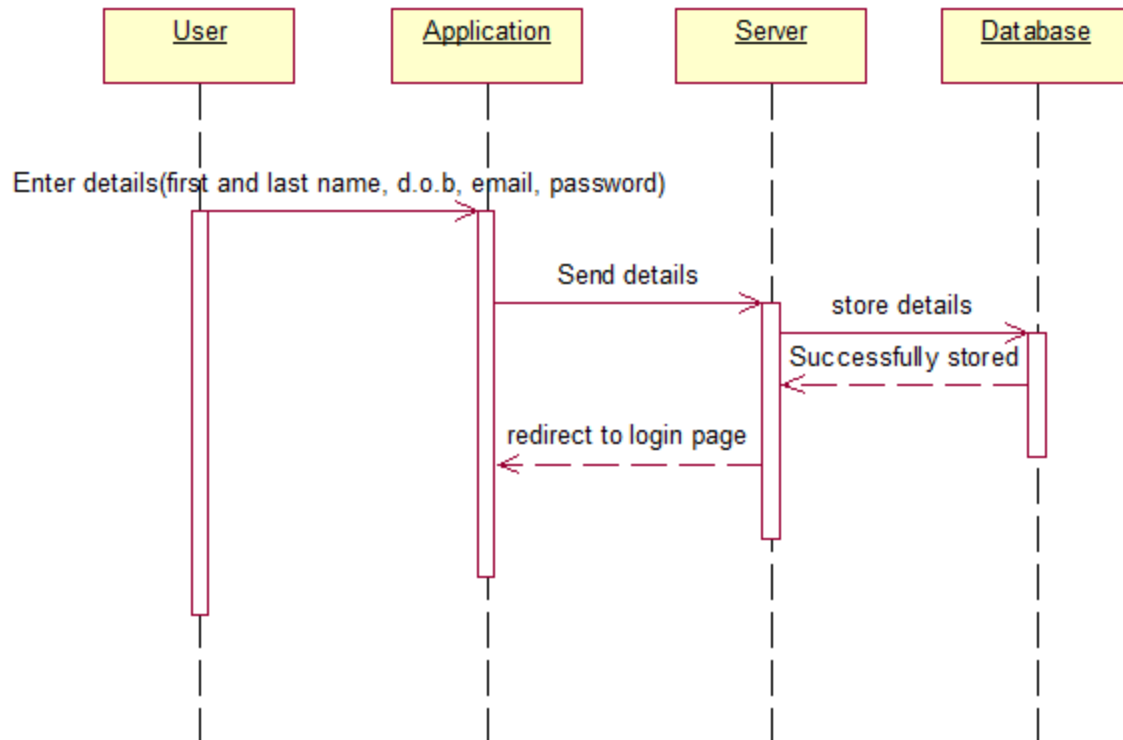 User
Application
Server
Database
Enter details(first and last name, d.o.b, email, password)
Send details
store details
Successfully stored
redirect to login page